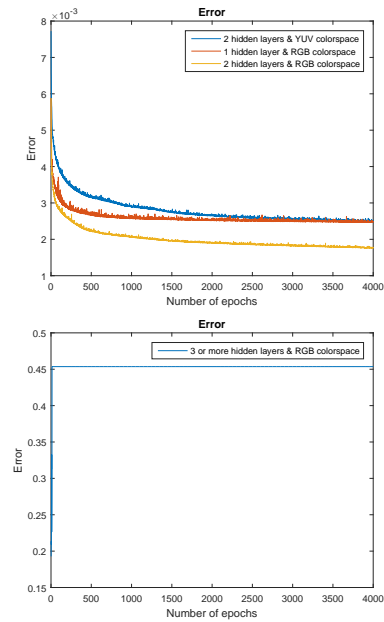 Error
×10⁻³
2 hidden layers & YUV colorspace
1 hidden layer & RGB colorspace
2 hidden layers & RGB colorspace
8
7
6
5
4
3
2
1
Error
0 500 1000 1500 2000 2500 3000 3500 4000
Number of epochs
Error
3 or more hidden layers & RGB colorspace
0.5
0.45
0.4
0.35
0.3
0.25
0.2
0.15
Error
0 500 1000 1500 2000 2500 3000 3500 4000
Number of epochs